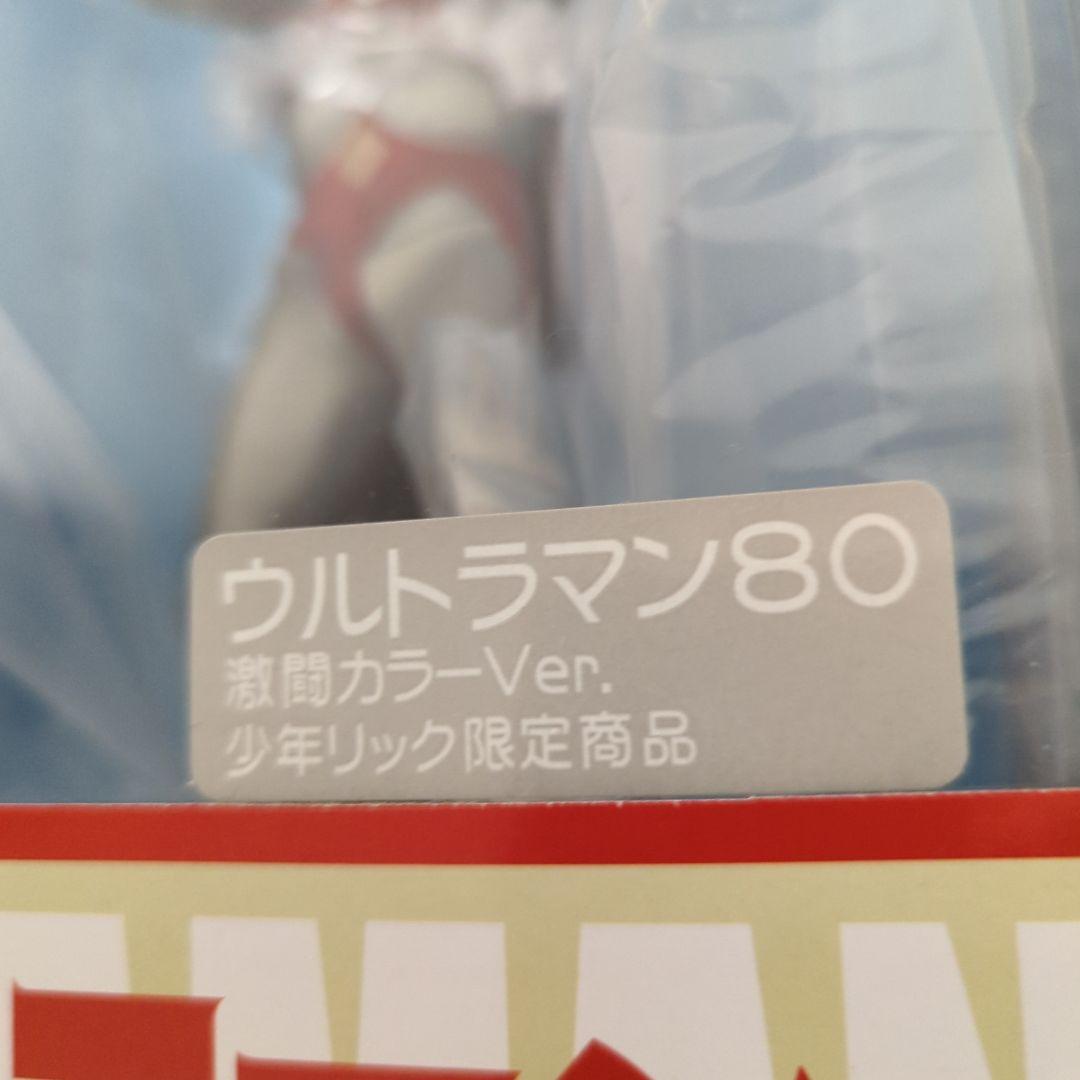 ウルトラマン80
激闘カラーVer.
少年リック限定商品
MAN